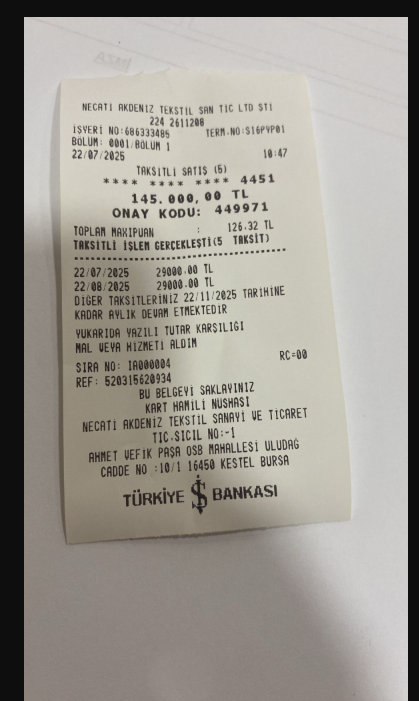 NECATİ AKDENİZ TEKSTİL SAN TİC LTD ŞTİ
224 2611208
İŞYERİ NO:686333485 TERM.NO:S16PYP01
BÖLÜM: 0001/BÖLÜM 1
22/07/2025 10:47
TAKSİTLİ SATIŞ (5)
**** **** **** 4451
145.000,00 TL
ONAY KODU: 449971
TOPLAM MAXIPUAN : 126.32 TL
TAKSİTLİ İŞLEM GERÇEKLEŞTİ(5 TAKSİT)
22/07/2025 29000.00 TL
22/08/2025 29000.00 TL
DİĞER TAKSİTLERİNİZ 22/11/2025 TARİHİNE
KADAR AYLIK DEVAM ETMEKTEDİR
YUKARIDA YAZILI TUTAR KARŞILIĞI
MAL VEYA HİZMETİ ALDIM
SIRA NO: IA000004 RC=00
REF: 520315620934
BU BELGEYİ SAKLAYINIZ
KART HAMİLİ NÜSHASI
NECATİ AKDENİZ TEKSTİL SANAYİ VE TİCARET
TİC.SİCİL NO:-1
AHMET VEFİK PAŞA OSB MAHALLESİ ULUDAĞ
CADDE NO :10/1 16450 KESTEL BURSA
TÜRKİYE İŞ BANKASI